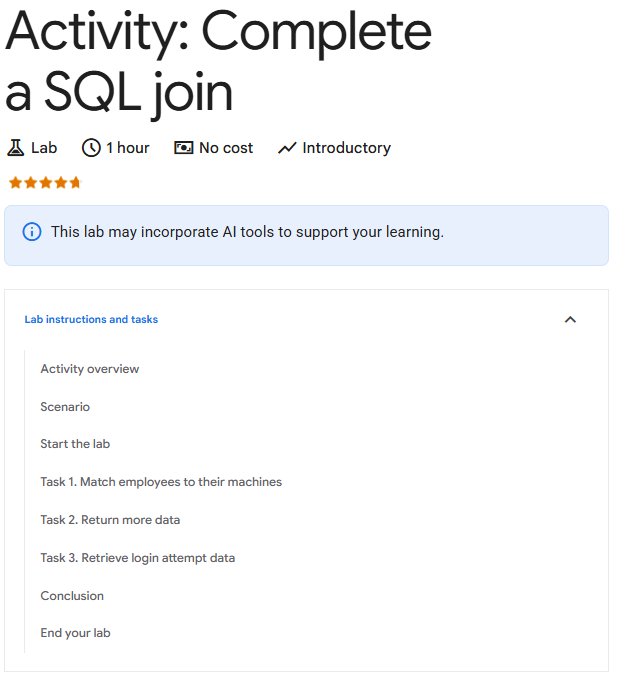 Activity: Complete
a SQL join
Lab 1 hour No cost Introductory
This lab may incorporate AI tools to support your learning.
Lab instructions and tasks
Activity overview
Scenario
Start the lab
Task 1. Match employees to their machines
Task 2. Return more data
Task 3. Retrieve login attempt data
Conclusion
End your lab